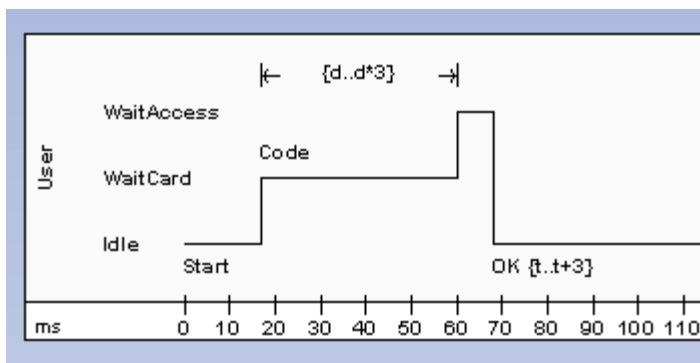 {d..d*3}
WaitAccess
Code
User
WaitCard
Idle
Start
OK {t..t+3}
ms 0 10 20 30 40 50 60 70 80 90 100 110